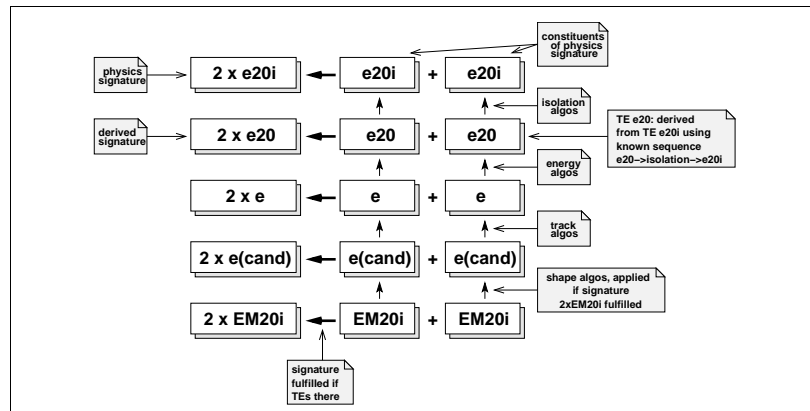 constituents
of physics
signature
physics
signature
2 x e20i
e20i
+
e20i
isolation
algos
derived
signature
2 x e20
e20
+
e20
TE e20: derived
from TE e20i using
known sequence
e20−>isolation−>e20i
energy
algos
2 x e
e
+
e
track
algos
2 x e(cand)
e(cand)
+
e(cand)
shape algos, applied
if signature
2xEM20i fulfilled
2 x EM20i
EM20i
+
EM20i
signature
fulfilled if
TEs there